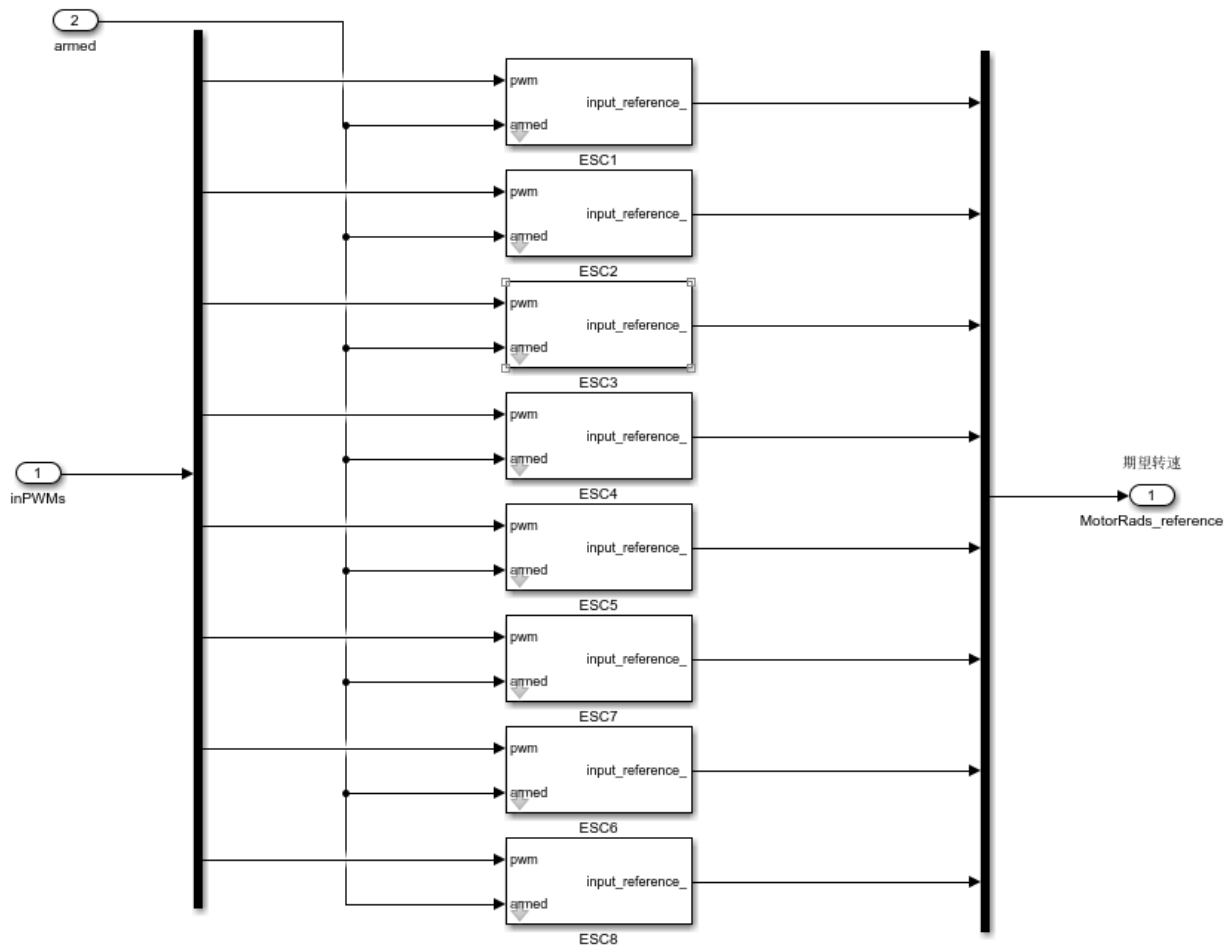 2
armed
pwm
input_reference_
armed
ESC1
pwm
input_reference_
armed
ESC2
pwm
input_reference_
armed
ESC3
pwm
input_reference_
armed
ESC4
1
inPWMs
期望转速
1
MotorRads_reference
pwm
input_reference_
armed
ESC5
pwm
input_reference_
armed
ESC7
pwm
input_reference_
armed
ESC6
pwm
input_reference_
armed
ESC8